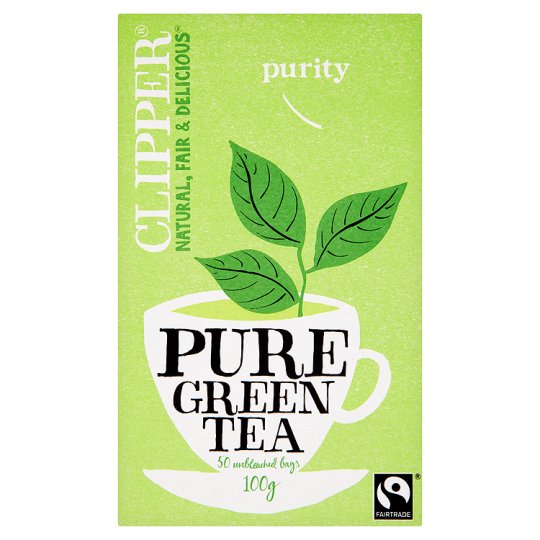 CLIPPER®
NATURAL, FAIR & DELICIOUS®
purity
PURE
GREEN
TEA
50 unbleached bags
100g
FAIRTRADE
®